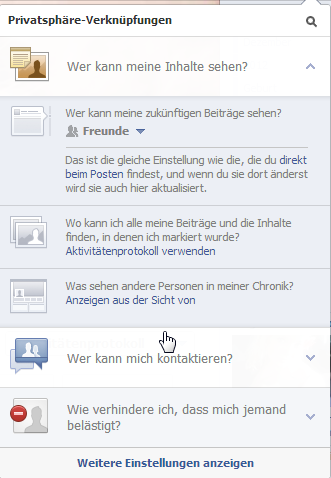 Privatsphäre-Verknüpfungen
Wer kann meine Inhalte sehen?
Wer kann meine zukünftigen Beiträge sehen?
Freunde
Das ist die gleiche Einstellung wie die, die du direkt
beim Posten findest, und wenn du sie dort änderst
wird sie auch hier aktualisiert.
Wo kann ich alle meine Beiträge und die Inhalte
finden, in denen ich markiert wurde?
Aktivitätenprotokoll verwenden
Was sehen andere Personen in meiner Chronik?
Anzeigen aus der Sicht von
Wer kann mich kontaktieren?
Wie verhindere ich, dass mich jemand
belästigt?
Weitere Einstellungen anzeigen